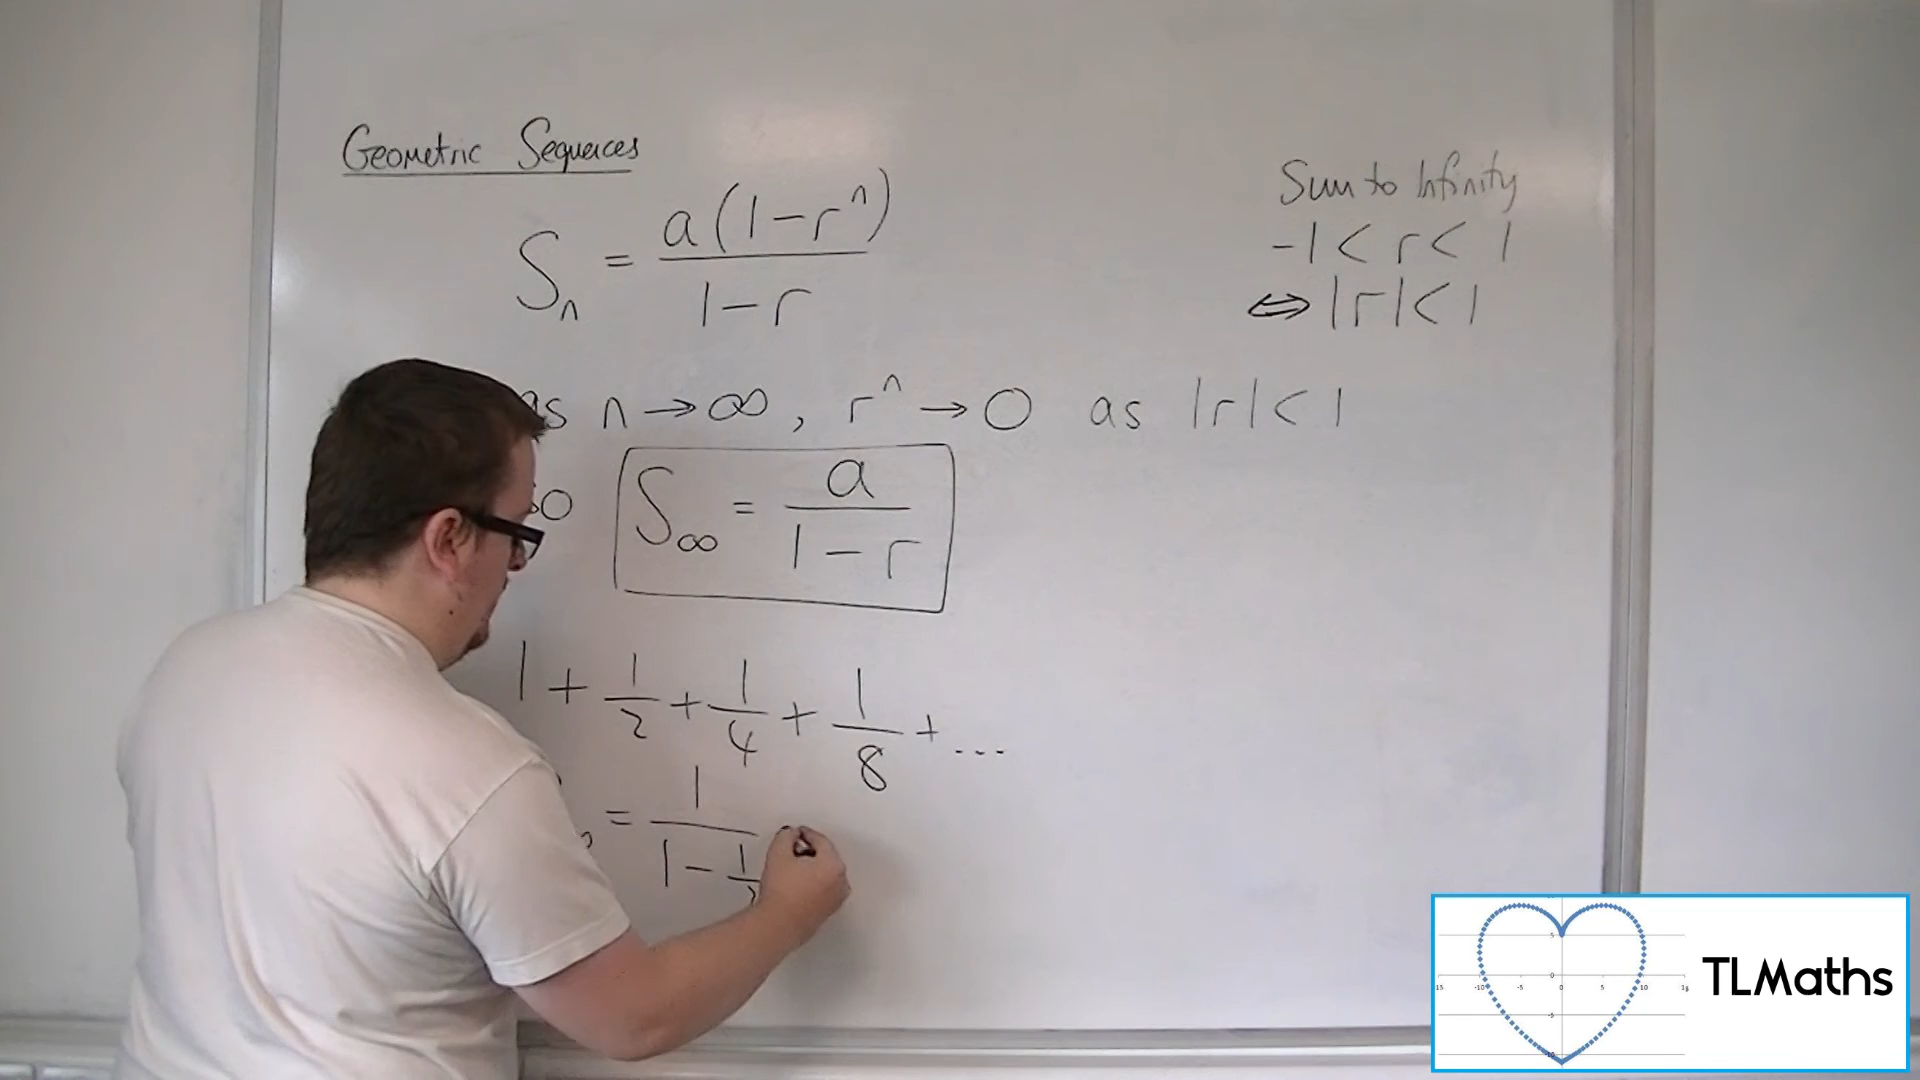 Geometric Sequences
Sₙ = a(1-rⁿ) / 1-r
Sum to Infinity
-1 < r < 1
⇔ |r| < 1
as n → ∞, rⁿ → 0 as |r| < 1
S∞ = a / 1-r
1 + 1/2 + 1/4 + 1/8 + ...
= 1 / 1 - 1/2
TLMaths